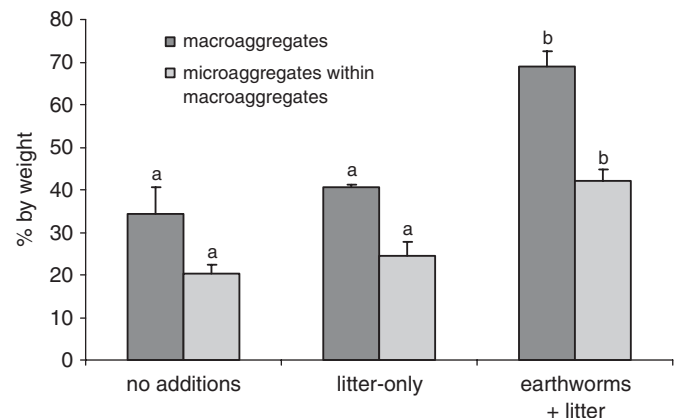 80
70
60
50
40
30
20
10
0
% by weight
macroaggregates
microaggregates within
macroaggregates
a
a
a
a
b
b
no additions
litter-only
earthworms
+ litter